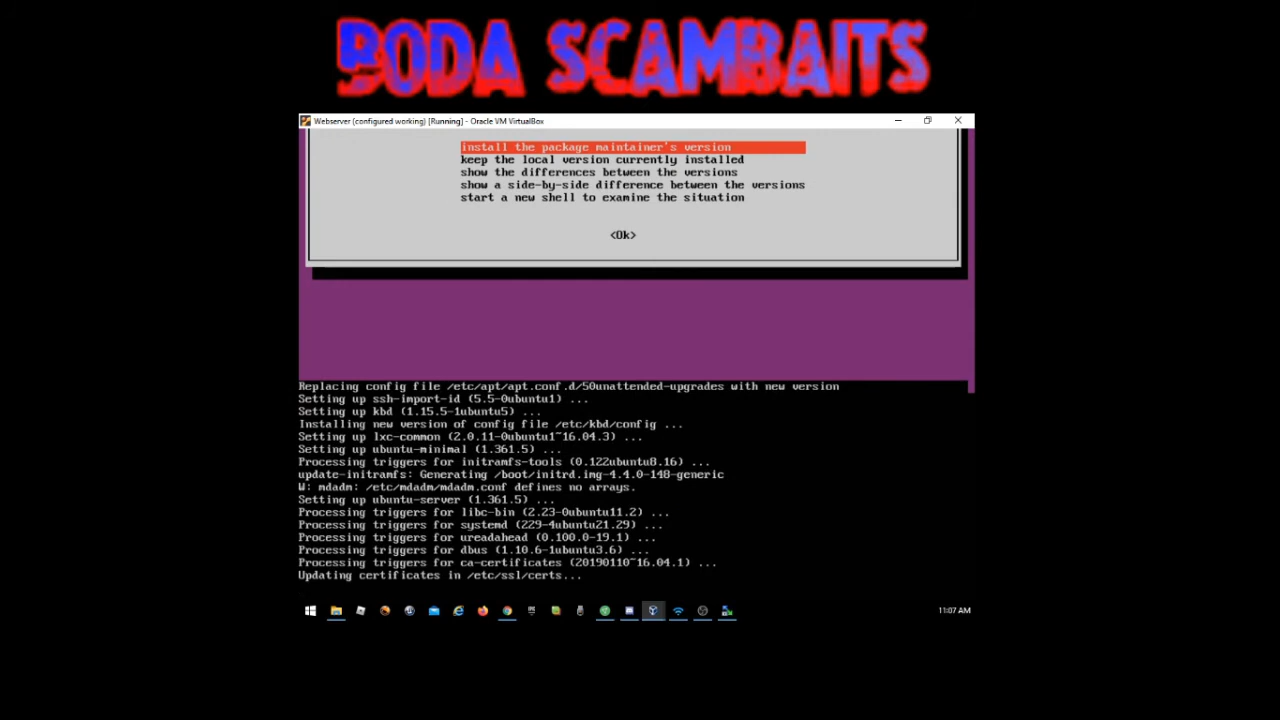 BODA SCAMBAITS
Webserver (configured working) [Running] - Oracle VM VirtualBox
install the package maintainer's version
keep the local version currently installed
show the differences between the versions
show a side-by-side difference between the versions
start a new shell to examine the situation
<Ok>
Replacing config file /etc/apt/apt.conf.d/50unattended-upgrades with new version
Setting up ssh-import-id (5.5-0ubuntu1) ...
Setting up kbd (1.15.5-1ubuntu5) ...
Installing new version of config file /etc/kbd/config ...
Setting up lxc-common (2.0.11-0ubuntu1~16.04.3) ...
Setting up ubuntu-minimal (1.361.5) ...
Processing triggers for initramfs-tools (0.122ubuntu8.16) ...
update-initramfs: Generating /boot/initrd.img-4.4.0-148-generic
W: mdadm: /etc/mdadm/mdadm.conf defines no arrays.
Setting up ubuntu-server (1.361.5) ...
Processing triggers for libc-bin (2.23-0ubuntu11.2) ...
Processing triggers for systemd (229-4ubuntu21.29) ...
Processing triggers for ureadahead (0.100.0-19.1) ...
Processing triggers for dbus (1.10.6-1ubuntu3.6) ...
Processing triggers for ca-certificates (20190110~16.04.1) ...
Updating certificates in /etc/ssl/certs...
11:07 AM